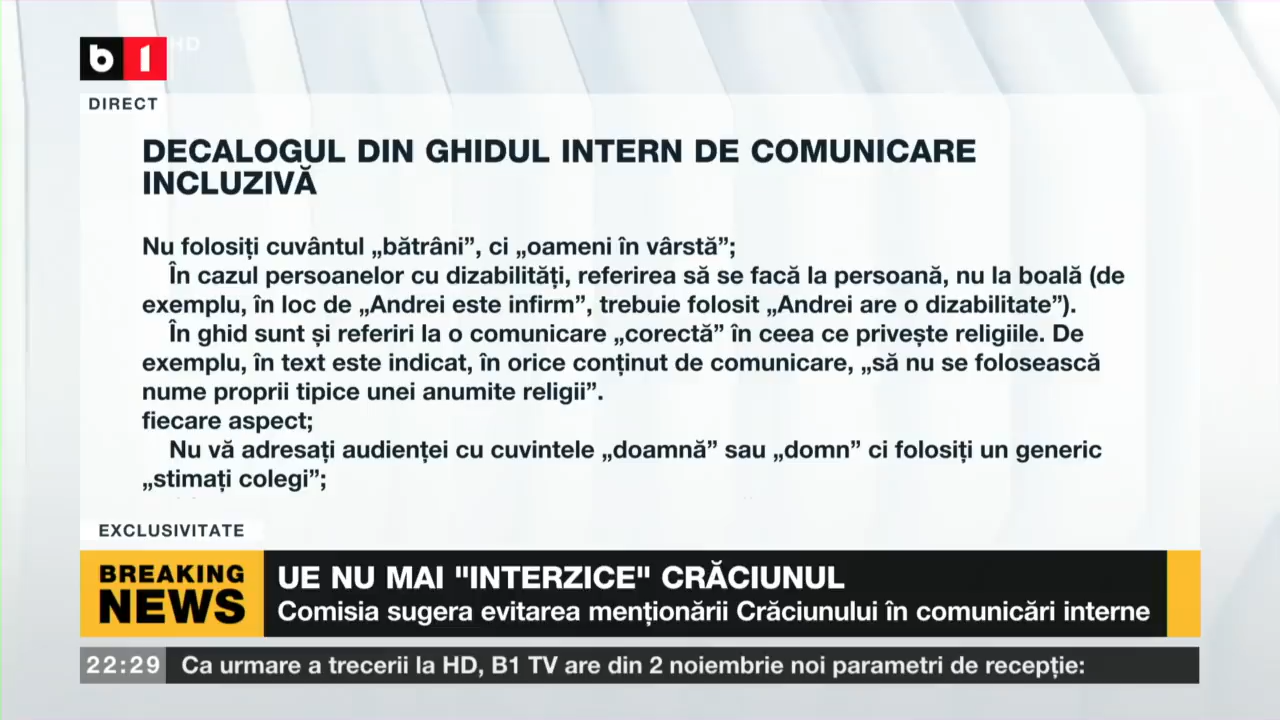 b1 HD
DIRECT
DECALOGUL DIN GHIDUL INTERN DE COMUNICARE
INCLUZIVĂ
Nu folosiți cuvântul „bătrâni”, ci „oameni în vârstă”;
În cazul persoanelor cu dizabilități, referirea să se facă la persoană, nu la boală (de
exemplu, în loc de „Andrei este infirm”, trebuie folosit „Andrei are o dizabilitate”).
În ghid sunt și referiri la o comunicare „corectă” în ceea ce privește religiile. De
exemplu, în text este indicat, în orice conținut de comunicare, „să nu se folosească
nume proprii tipice unei anumite religii”.
fiecare aspect;
Nu vă adresați audienței cu cuvintele „doamnă” sau „domn” ci folosiți un generic
„stimați colegi”;
EXCLUSIVITATE
BREAKING
NEWS
UE NU MAI "INTERZICE" CRĂCIUNUL
Comisia sugera evitarea menționării Crăciunului în comunicări interne
22:29 Ca urmare a trecerii la HD, B1 TV are din 2 noiembrie noi parametri de recepție: